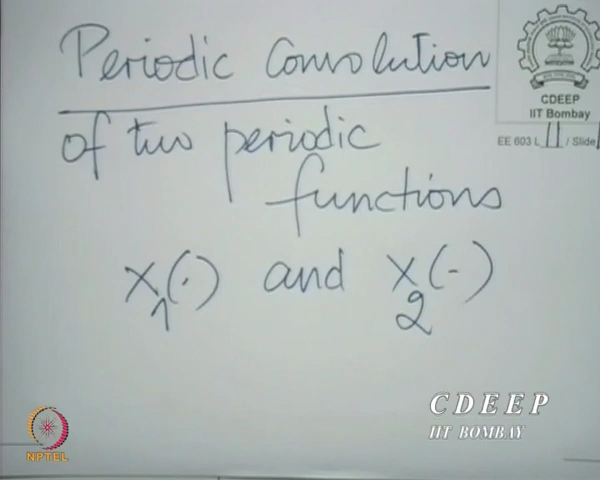 Periodic Convolution
of two periodic
functions
x₁(·) and x₂(-)
CDEEP
IIT Bombay
EE 603 L 11 / Slide
CDEEP
IIT BOMBAY
NPTEL